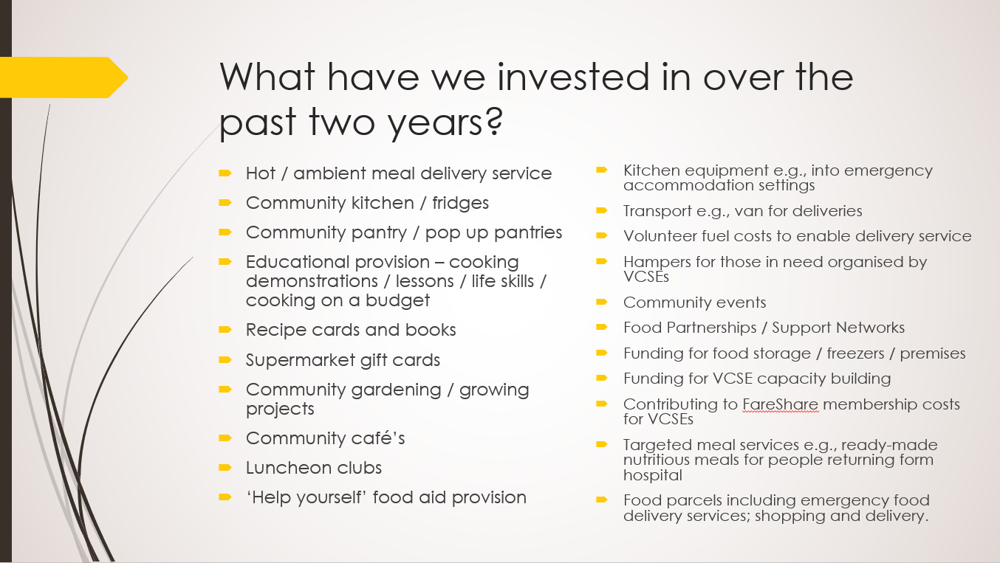 What have we invested in over the
past two years?
Hot / ambient meal delivery service
Community kitchen / fridges
Community pantry / pop up pantries
Educational provision – cooking
demonstrations / lessons / life skills /
cooking on a budget
Recipe cards and books
Supermarket gift cards
Community gardening / growing
projects
Community café’s
Luncheon clubs
‘Help yourself’ food aid provision
Kitchen equipment e.g., into emergency
accommodation settings
Transport e.g., van for deliveries
Volunteer fuel costs to enable delivery service
Hampers for those in need organised by
VCSEs
Community events
Food Partnerships / Support Networks
Funding for food storage / freezers / premises
Funding for VCSE capacity building
Contributing to FareShare membership costs
for VCSEs
Targeted meal services e.g., ready-made
nutritious meals for people returning form
hospital
Food parcels including emergency food
delivery services; shopping and delivery.